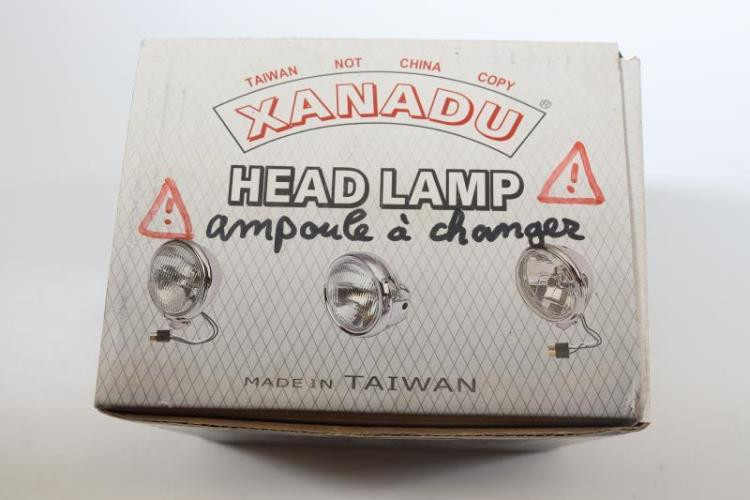 TAIWAN NOT CHINA COPY
XANADU®
HEAD LAMP
ampoule à changer
MADE IN TAIWAN